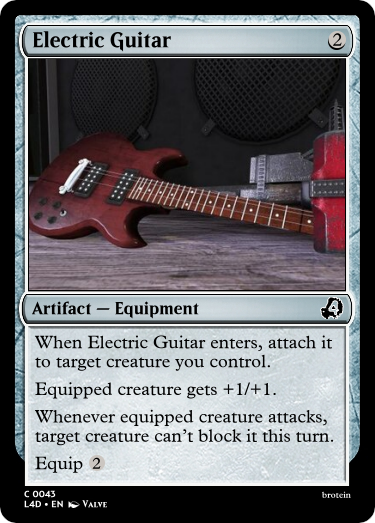 Electric Guitar 2
Artifact — Equipment
When Electric Guitar enters, attach it
to target creature you control.
Equipped creature gets +1/+1.
Whenever equipped creature attacks,
target creature can't block it this turn.
Equip 2
C 0043
L4D • EN Valve
brotein